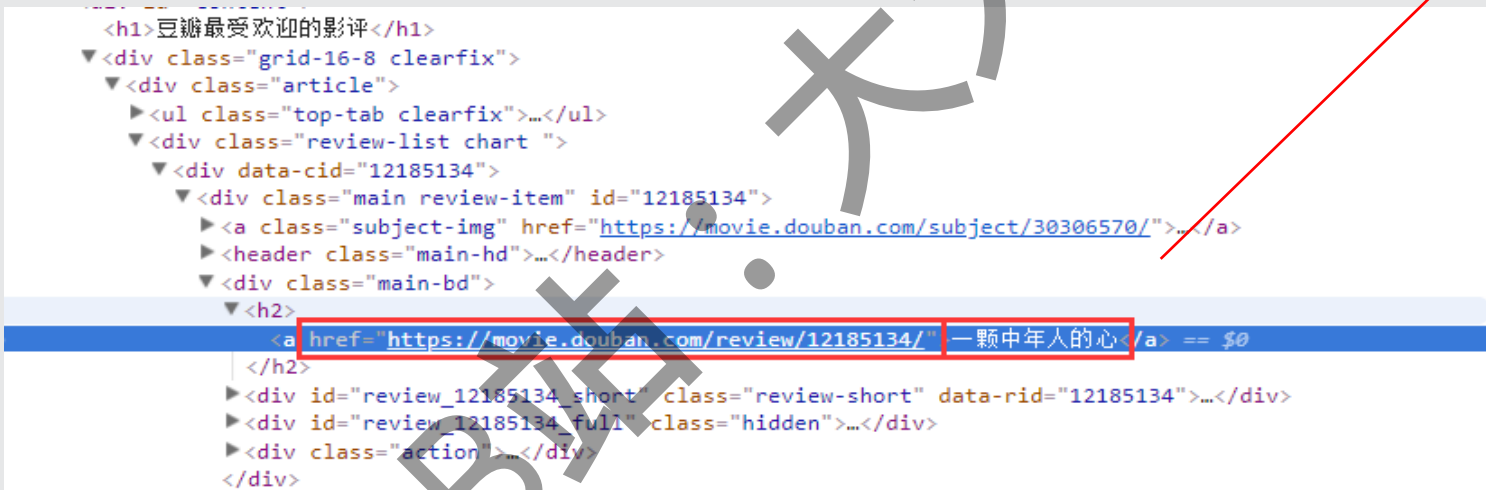 <h1>豆瓣最受欢迎的影评</h1>
▼<div class="grid-16-8 clearfix">
▼<div class="article">
▶<ul class="top-tab clearfix">…</ul>
▼<div class="review-list chart ">
▼<div data-cid="12185134">
▼<div class="main review-item" id="12185134">
▶<a class="subject-img" href="https://movie.douban.com/subject/30306570/">…</a>
▶<header class="main-hd">…</header>
▼<div class="main-bd">
▼<h2>
<a href="https://movie.douban.com/review/12185134/">一颗中年人的心</a> == $0
</h2>
▶<div id="review_12185134_short" class="review-short" data-rid="12185134">…</div>
▶<div id="review_12185134_full" class="hidden">…</div>
▶<div class="action">…</div>
</div>
B站：大